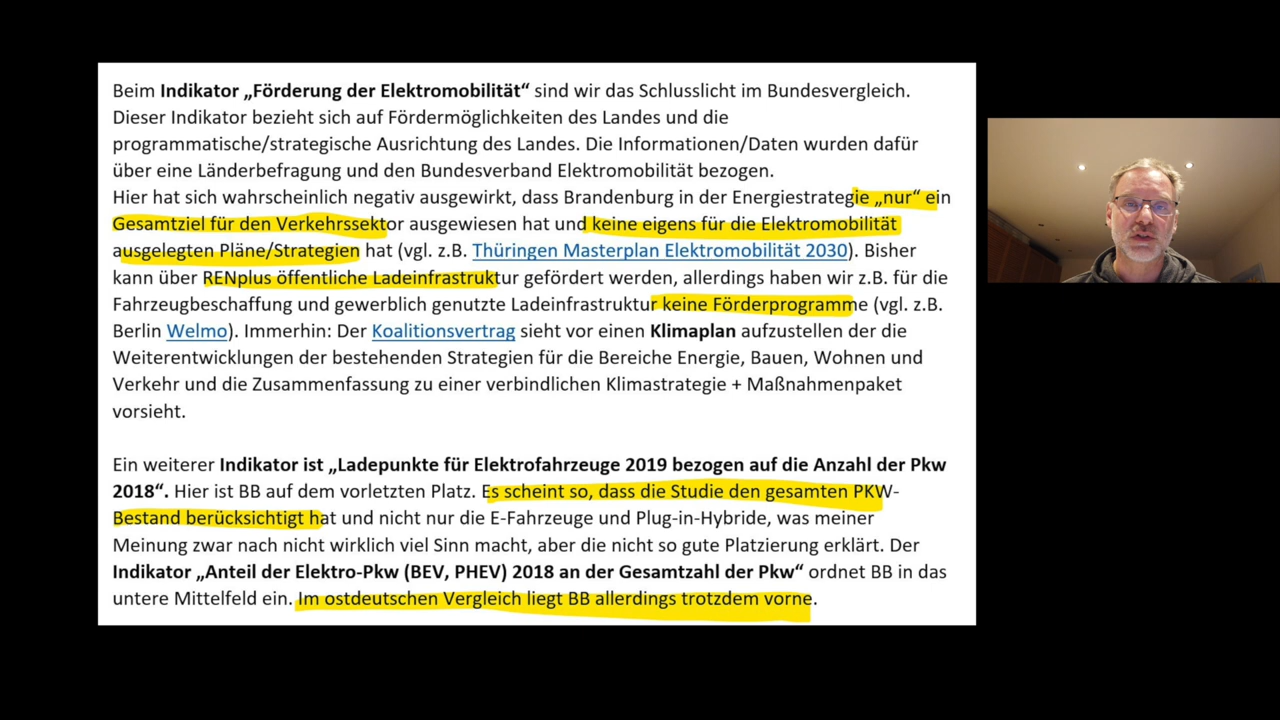 Beim Indikator „Förderung der Elektromobilität“ sind wir das Schlusslicht im Bundesvergleich.
Dieser Indikator bezieht sich auf Fördermöglichkeiten des Landes und die
programmatische/strategische Ausrichtung des Landes. Die Informationen/Daten wurden dafür
über eine Länderbefragung und den Bundesverband Elektromobilität bezogen.
Hier hat sich wahrscheinlich negativ ausgewirkt, dass Brandenburg in der Energiestrategie „nur“ ein
Gesamtziel für den Verkehrssektor ausgewiesen hat und keine eigens für die Elektromobilität
ausgelegten Pläne/Strategien hat (vgl. z.B. Thüringen Masterplan Elektromobilität 2030). Bisher
kann über RENplus öffentliche Ladeinfrastruktur gefördert werden, allerdings haben wir z.B. für die
Fahrzeugbeschaffung und gewerblich genutzte Ladeinfrastruktur keine Förderprogramme (vgl. z.B.
Berlin Welmo). Immerhin: Der Koalitionsvertrag sieht vor einen Klimaplan aufzustellen der die
Weiterentwicklungen der bestehenden Strategien für die Bereiche Energie, Bauen, Wohnen und
Verkehr und die Zusammenfassung zu einer verbindlichen Klimastrategie + Maßnahmenpaket
vorsieht.
Ein weiterer Indikator ist „Ladepunkte für Elektrofahrzeuge 2019 bezogen auf die Anzahl der Pkw
2018“. Hier ist BB auf dem vorletzten Platz. Es scheint so, dass die Studie den gesamten PKW-
Bestand berücksichtigt hat und nicht nur die E-Fahrzeuge und Plug-in-Hybride, was meiner
Meinung zwar nach nicht wirklich viel Sinn macht, aber die nicht so gute Platzierung erklärt. Der
Indikator „Anteil der Elektro-Pkw (BEV, PHEV) 2018 an der Gesamtzahl der Pkw“ ordnet BB in das
untere Mittelfeld ein. Im ostdeutschen Vergleich liegt BB allerdings trotzdem vorne.